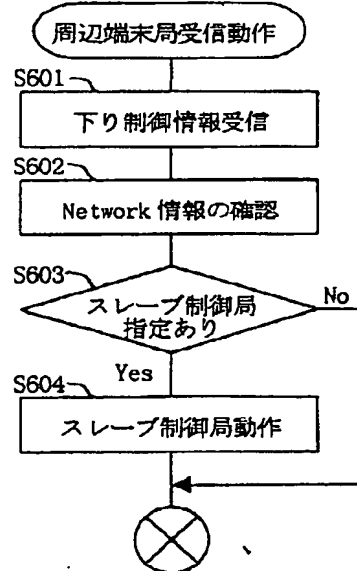 周辺端末局受信動作
S601
下り制御情報受信
S602
Network 情報の確認
S603
スレーブ制御局
指定あり
No
Yes
S604
スレーブ制御局動作